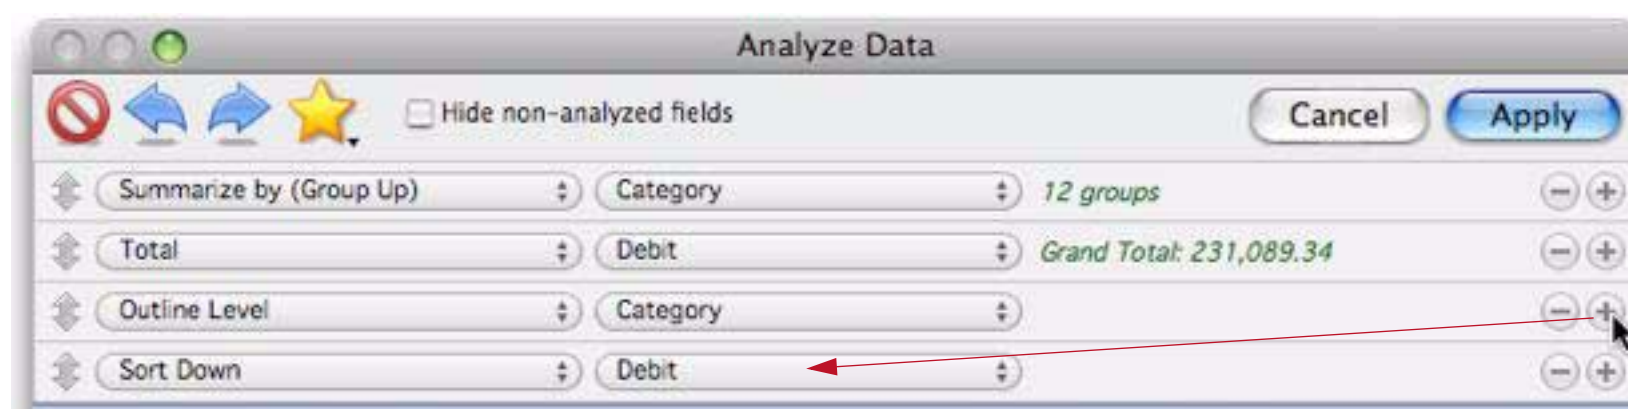 Analyze Data
Hide non-analyzed fields
Cancel
Apply
Summarize by (Group Up) Category 12 groups
Total Debit Grand Total: 231,089.34
Outline Level Category
Sort Down Debit